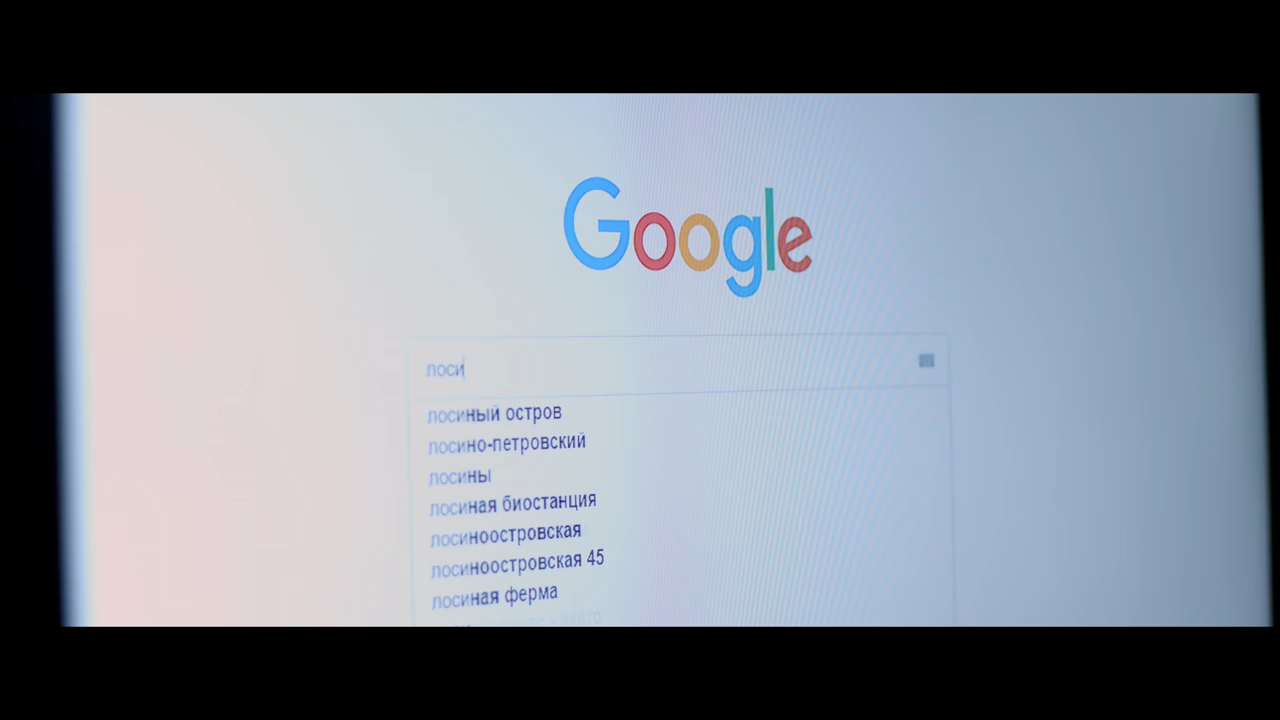 Google
лоси
лосиный остров
лосино-петровский
лосины
лосиная биостанция
лосиноостровская
лосиноостровская 45
лосиная ферма